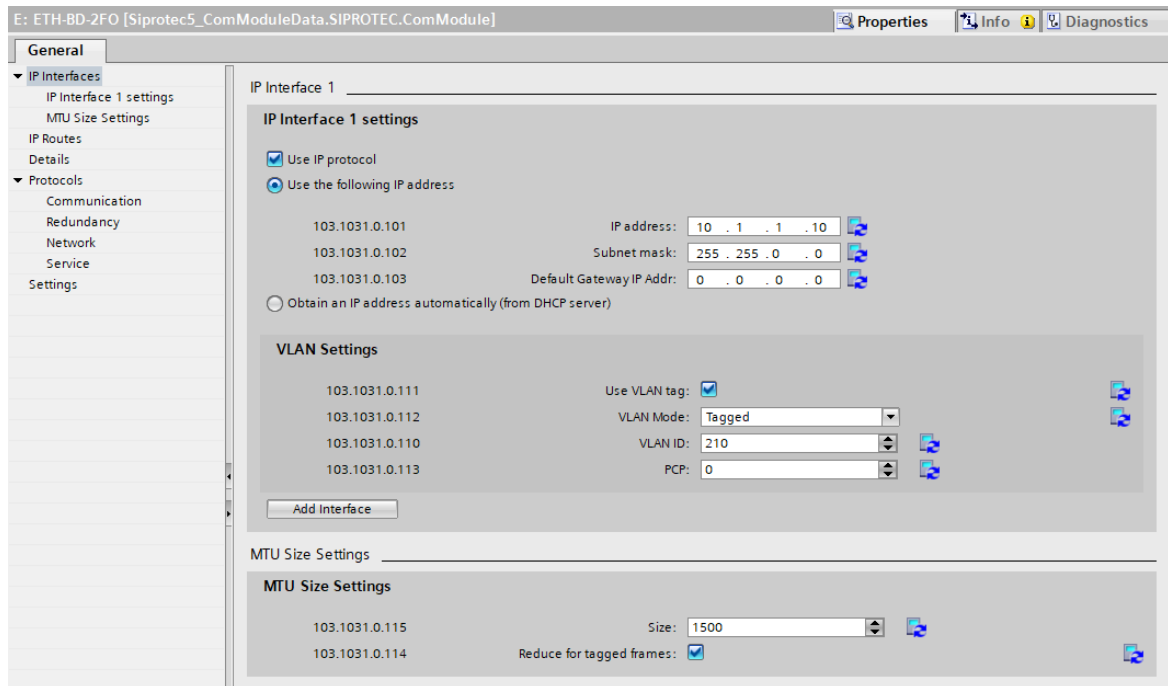 E: ETH-BD-2FO [Siprotec5_ComModuleData.SIPROTEC.ComModule]
Properties
Info
Diagnostics
General
IP Interfaces
IP Interface 1 settings
MTU Size Settings
IP Routes
Details
Protocols
Communication
Redundancy
Network
Service
Settings
IP Interface 1
IP Interface 1 settings
Use IP protocol
Use the following IP address
103.1031.0.101 IP address: 10 . 1 . 1 . 10
103.1031.0.102 Subnet mask: 255 . 255 . 0 . 0
103.1031.0.103 Default Gateway IP Addr: 0 . 0 . 0 . 0
Obtain an IP address automatically (from DHCP server)
VLAN Settings
103.1031.0.111 Use VLAN tag:
103.1031.0.112 VLAN Mode: Tagged
103.1031.0.110 VLAN ID: 210
103.1031.0.113 PCP: 0
Add Interface
MTU Size Settings
MTU Size Settings
103.1031.0.115 Size: 1500
103.1031.0.114 Reduce for tagged frames: